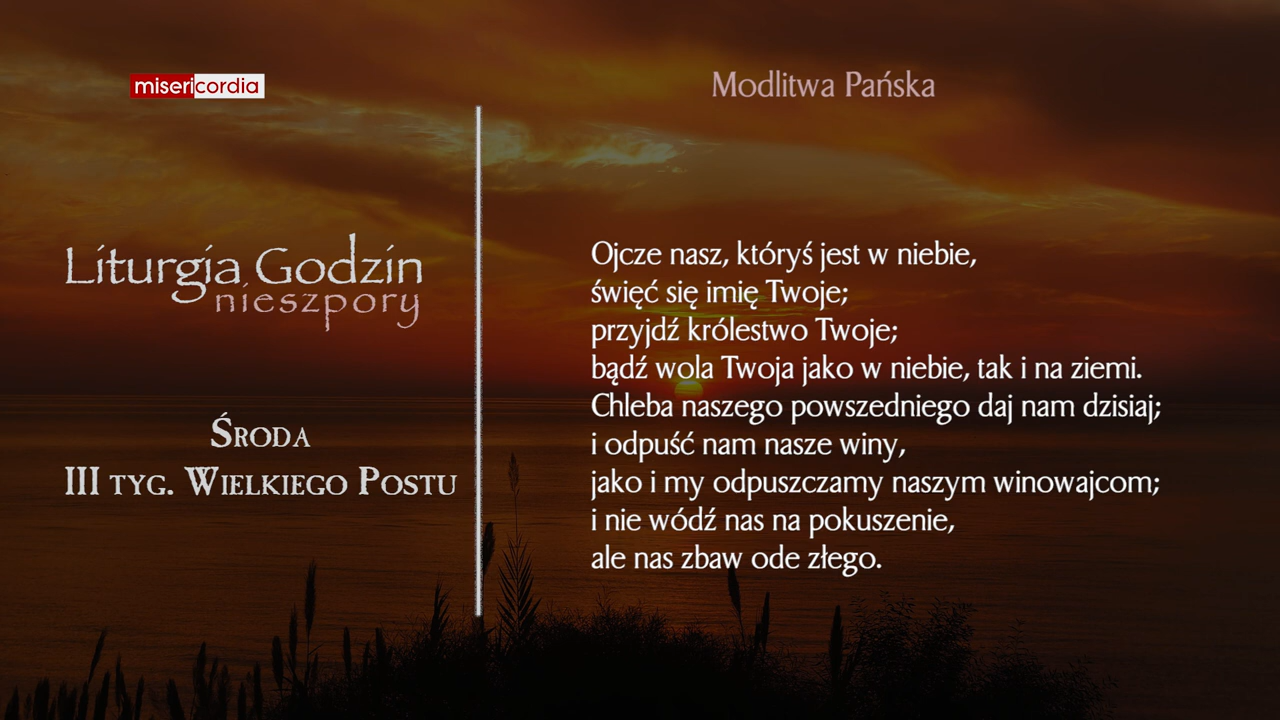 misericordia
Modlitwa Pańska
Liturgia Godzin
nieszpory
Środa
III tyg. Wielkiego Postu
Ojcze nasz, któryś jest w niebie,
święć się imię Twoje;
przyjdź królestwo Twoje;
bądź wola Twoja jako w niebie, tak i na ziemi.
Chleba naszego powszedniego daj nam dzisiaj;
i odpuść nam nasze winy,
jako i my odpuszczamy naszym winowajcom;
i nie wódź nas na pokuszenie,
ale nas zbaw ode złego.